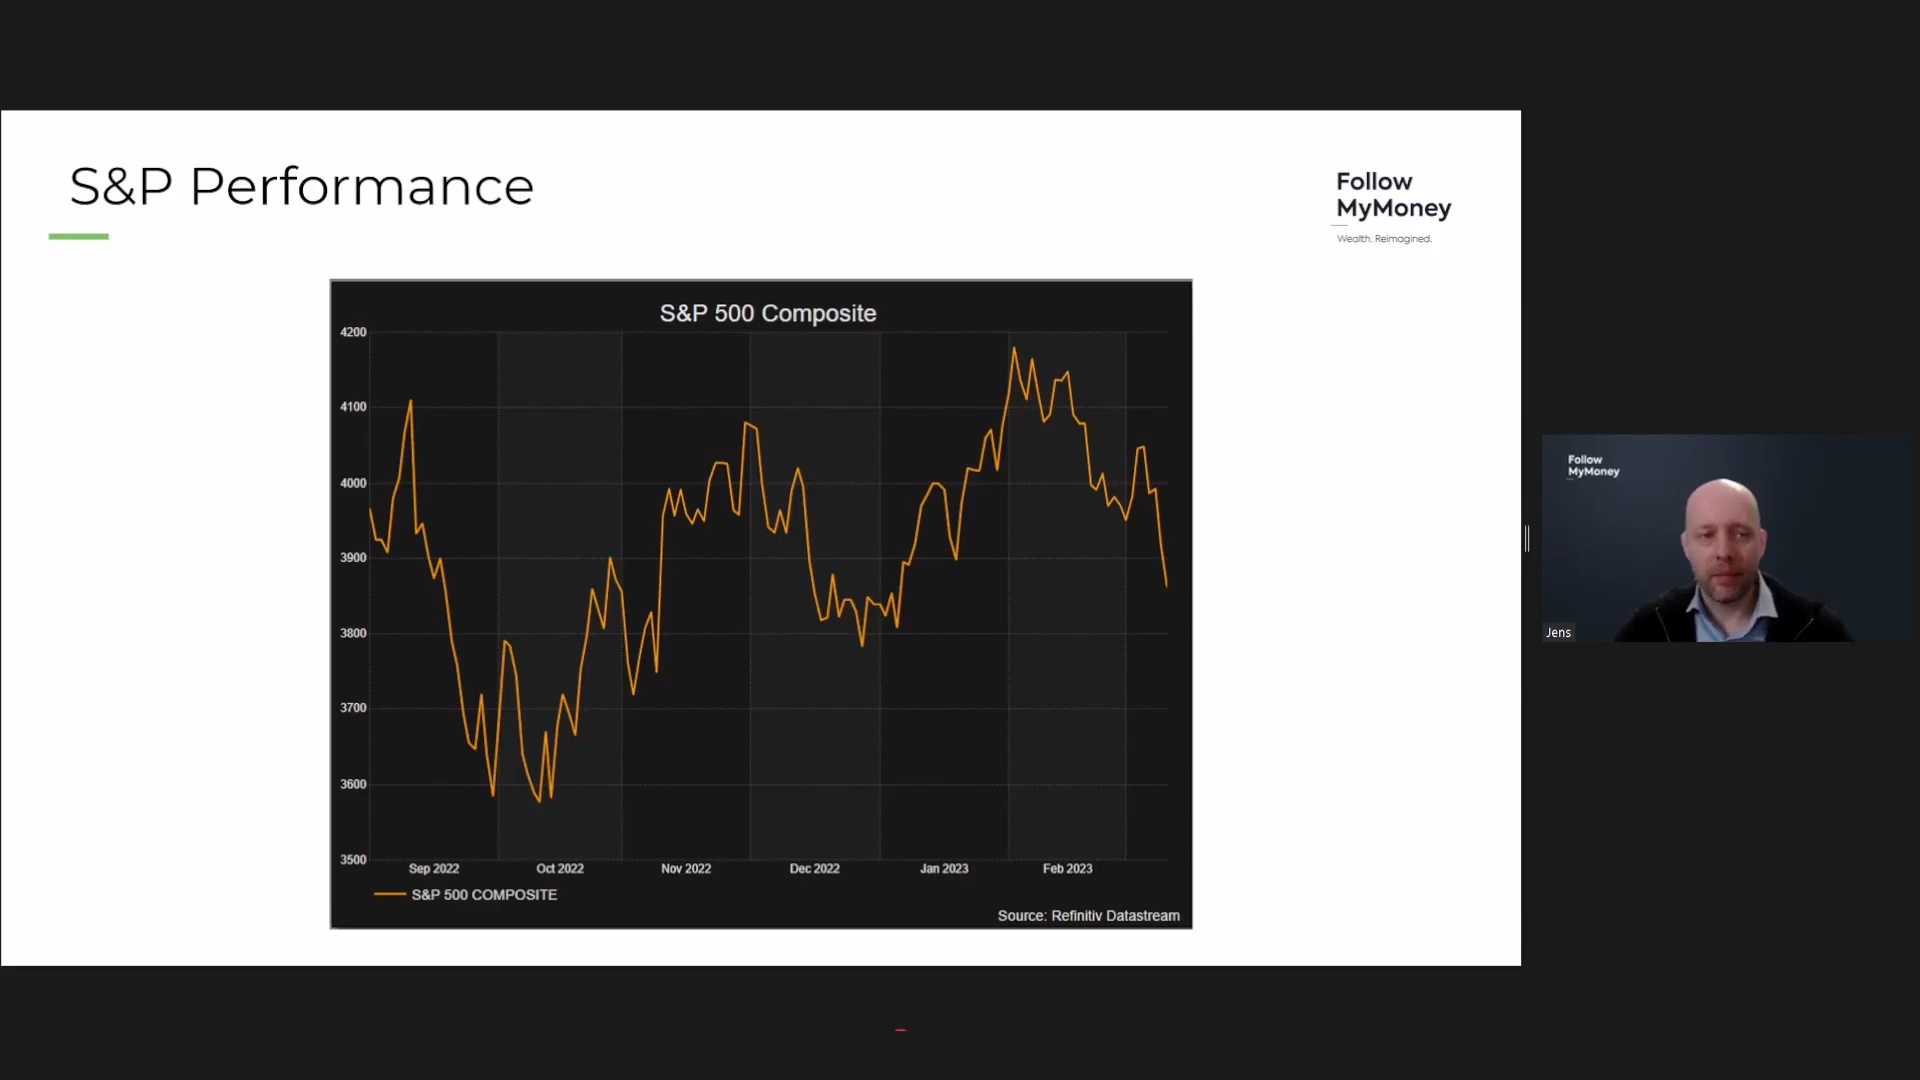 S&P Performance
Follow
MyMoney
Wealth. Reimagined.
S&P 500 Composite
4200
4100
4000
3900
3800
3700
3600
3500
Sep 2022 Oct 2022 Nov 2022 Dec 2022 Jan 2023 Feb 2023
S&P 500 COMPOSITE
Source: Refinitiv Datastream
Follow
MyMoney
Jens